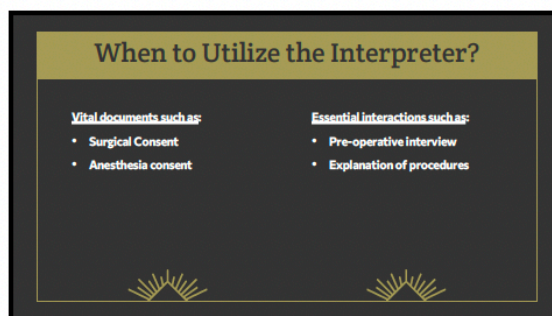 When to Utilize the Interpreter?
Vital documents such as:
• Surgical Consent
• Anesthesia consent
Essential interactions such as:
• Pre-operative interview
• Explanation of procedures